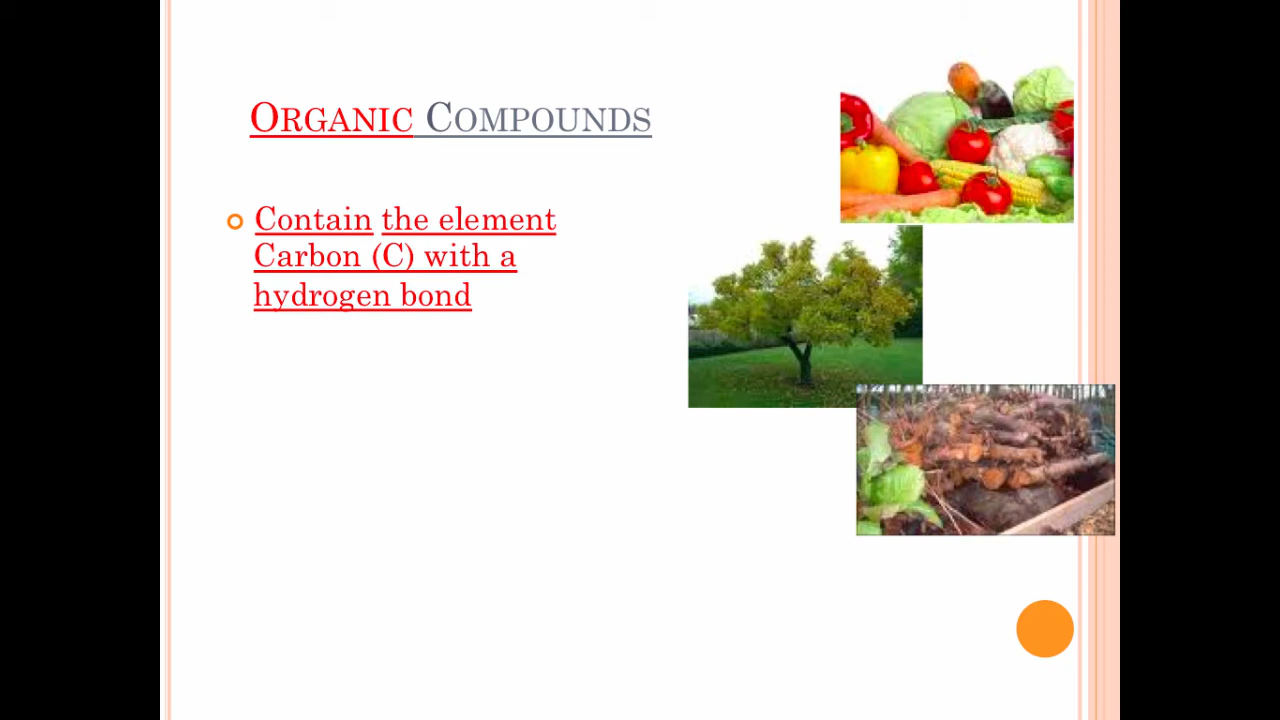 ORGANIC COMPOUNDS
Contain the element
Carbon (C) with a
hydrogen bond